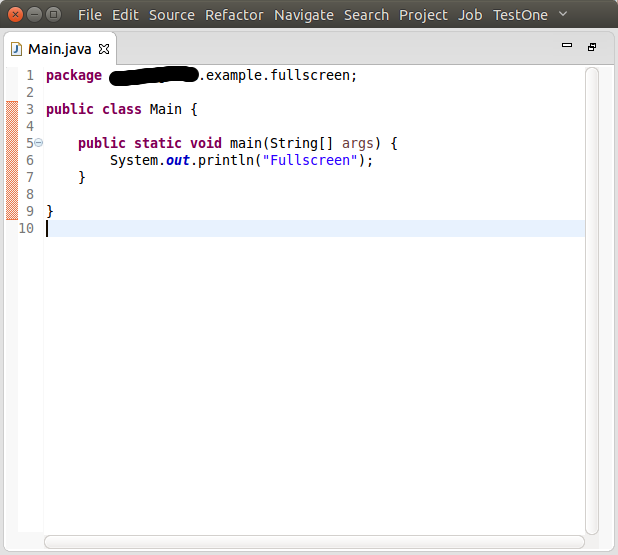 File Edit Source Refactor Navigate Search Project Job TestOne
Main.java
1 package .example.fullscreen;
2
3 public class Main {
4
5 public static void main(String[] args) {
6 System.out.println("Fullscreen");
7 }
8
9 }
10